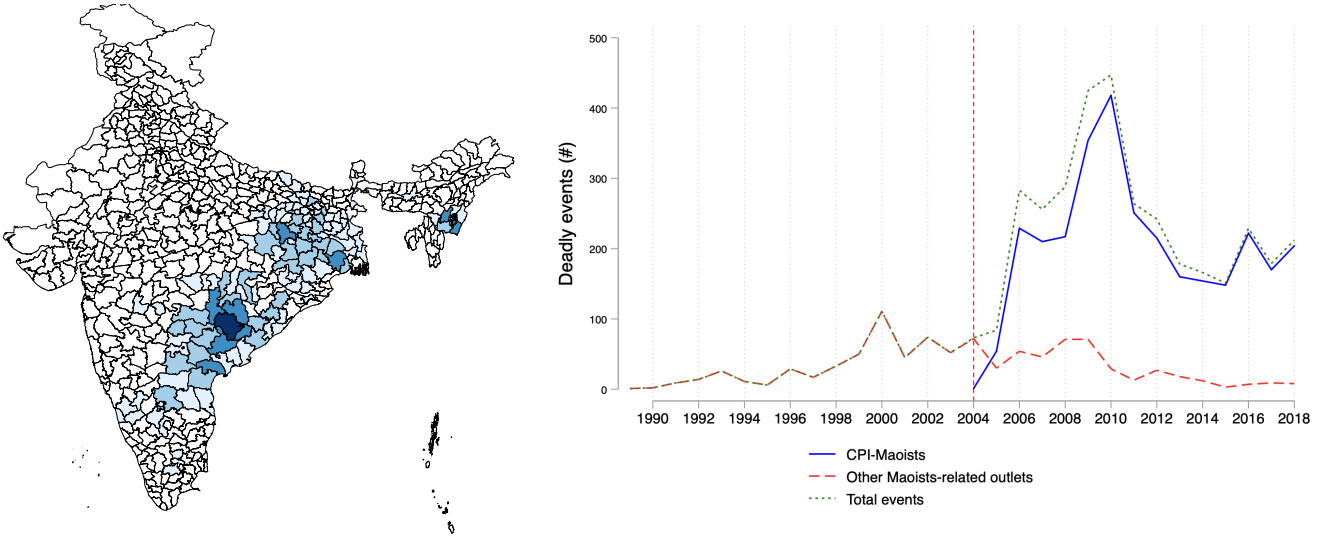 500
400
300
200
100
0
Deadly events (#)
1990 1992 1994 1996 1998 2000 2002 2004 2006 2008 2010 2012 2014 2016 2018
CPI-Maoists
Other Maoists-related outlets
Total events